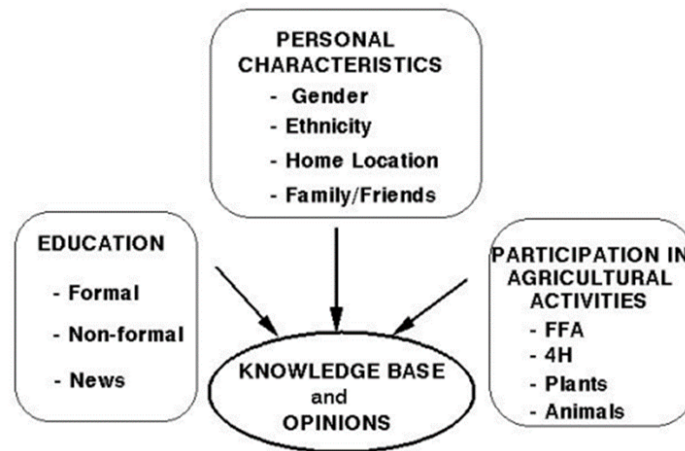 PERSONAL
CHARACTERISTICS
- Gender
- Ethnicity
- Home Location
- Family/Friends
EDUCATION
- Formal
- Non-formal
- News
PARTICIPATION IN
AGRICULTURAL
ACTIVITIES
- FFA
- 4H
- Plants
- Animals
KNOWLEDGE BASE
and
OPINIONS